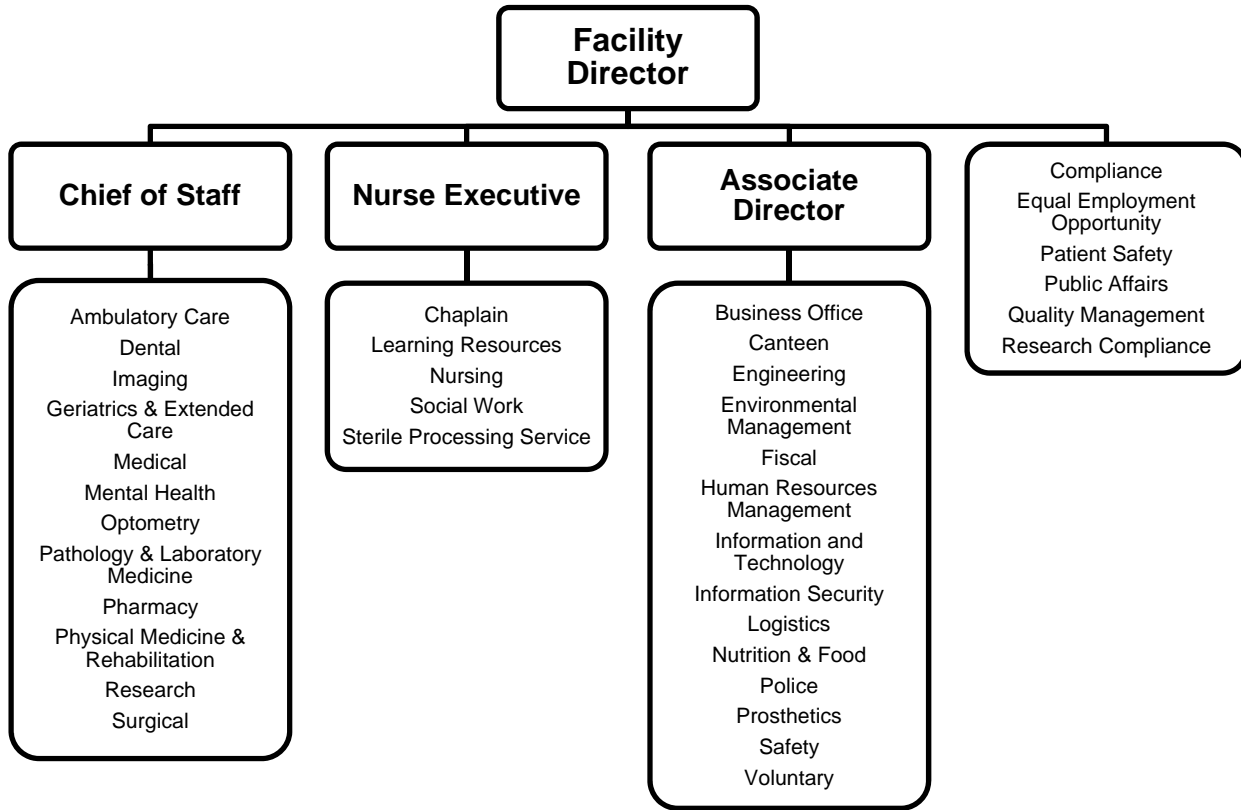 Facility
Director
Chief of Staff
Ambulatory Care
Dental
Imaging
Geriatrics & Extended
Care
Medical
Mental Health
Optometry
Pathology & Laboratory
Medicine
Pharmacy
Physical Medicine &
Rehabilitation
Research
Surgical
Nurse Executive
Chaplain
Learning Resources
Nursing
Social Work
Sterile Processing Service
Associate
Director
Business Office
Canteen
Engineering
Environmental
Management
Fiscal
Human Resources
Management
Information and
Technology
Information Security
Logistics
Nutrition & Food
Police
Prosthetics
Safety
Voluntary
Compliance
Equal Employment
Opportunity
Patient Safety
Public Affairs
Quality Management
Research Compliance